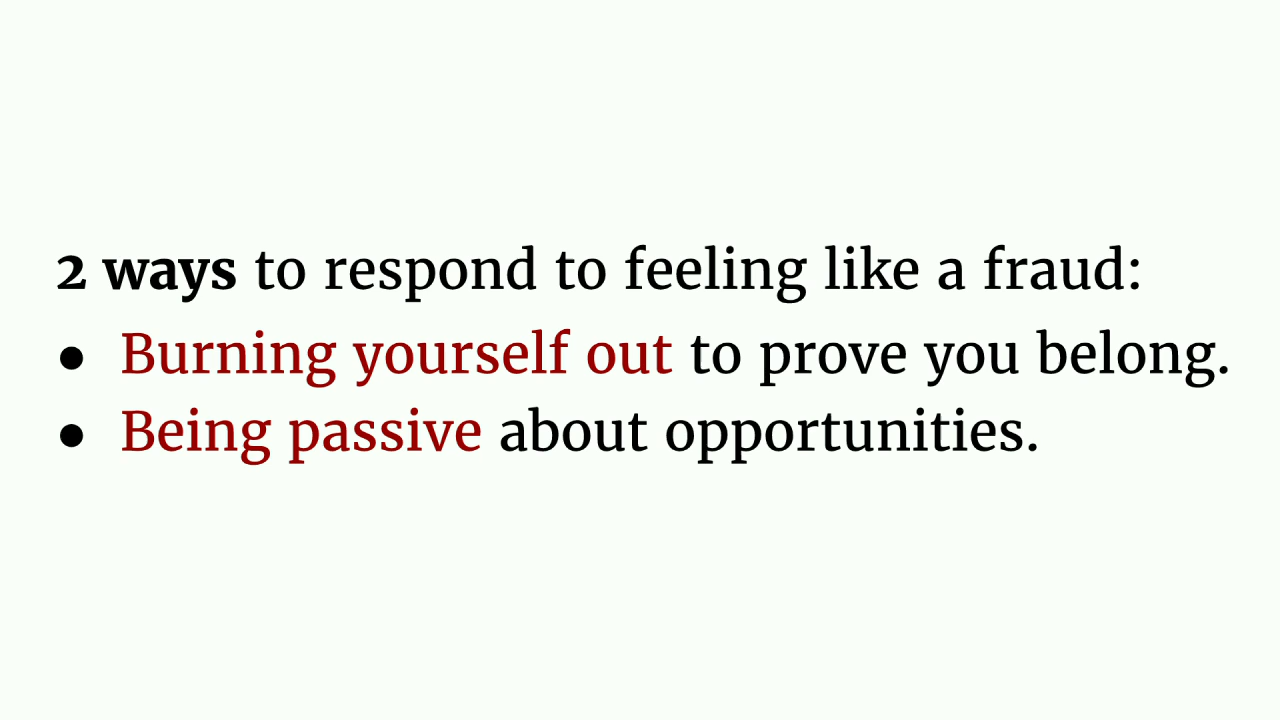 2 ways to respond to feeling like a fraud:
● Burning yourself out to prove you belong.
● Being passive about opportunities.